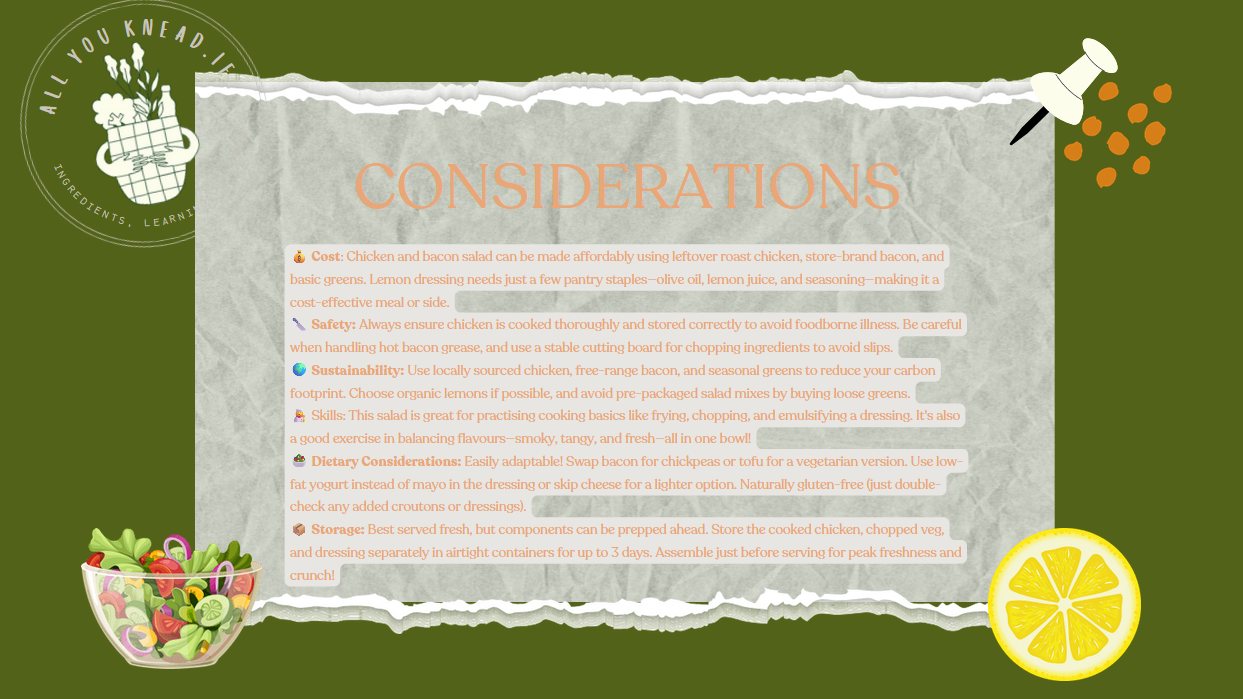 ALL YOU KNEAD.IE
INGREDIENTS, LEARNI
CONSIDERATIONS
💰 Cost: Chicken and bacon salad can be made affordably using leftover roast chicken, store-brand bacon, and
basic greens. Lemon dressing needs just a few pantry staples—olive oil, lemon juice, and seasoning—making it a
cost-effective meal or side.
🔪 Safety: Always ensure chicken is cooked thoroughly and stored correctly to avoid foodborne illness. Be careful
when handling hot bacon grease, and use a stable cutting board for chopping ingredients to avoid slips.
🌍 Sustainability: Use locally sourced chicken, free-range bacon, and seasonal greens to reduce your carbon
footprint. Choose organic lemons if possible, and avoid pre-packaged salad mixes by buying loose greens.
Skills: This salad is great for practising cooking basics like frying, chopping, and emulsifying a dressing. It's also
a good exercise in balancing flavours—smoky, tangy, and fresh—all in one bowl!
🥗 Dietary Considerations: Easily adaptable! Swap bacon for chickpeas or tofu for a vegetarian version. Use low-
fat yogurt instead of mayo in the dressing or skip cheese for a lighter option. Naturally gluten-free (just double-
check any added croutons or dressings).
📦 Storage: Best served fresh, but components can be prepped ahead. Store the cooked chicken, chopped veg,
and dressing separately in airtight containers for up to 3 days. Assemble just before serving for peak freshness and
crunch!